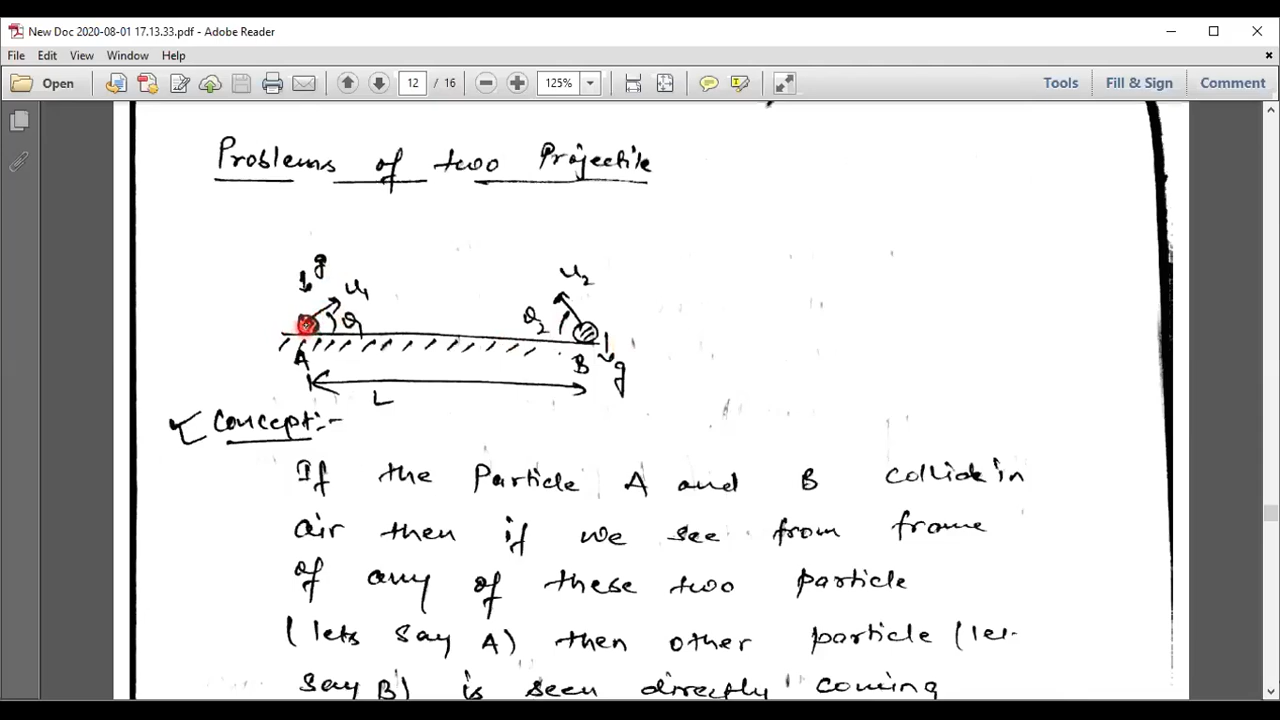 New Doc 2020-08-01 17.13.33.pdf - Adobe Reader
File Edit View Window Help
Open 12 / 16 125% Tools Fill & Sign Comment
Problems of two Projectile
g u1 θ1 A
u2 θ2 B g
L
Concept:-
If the Particle A and B collide in
air then if we see from frame
of any of these two particle
(lets say A) then other particle (let
say B) is seen directly coming